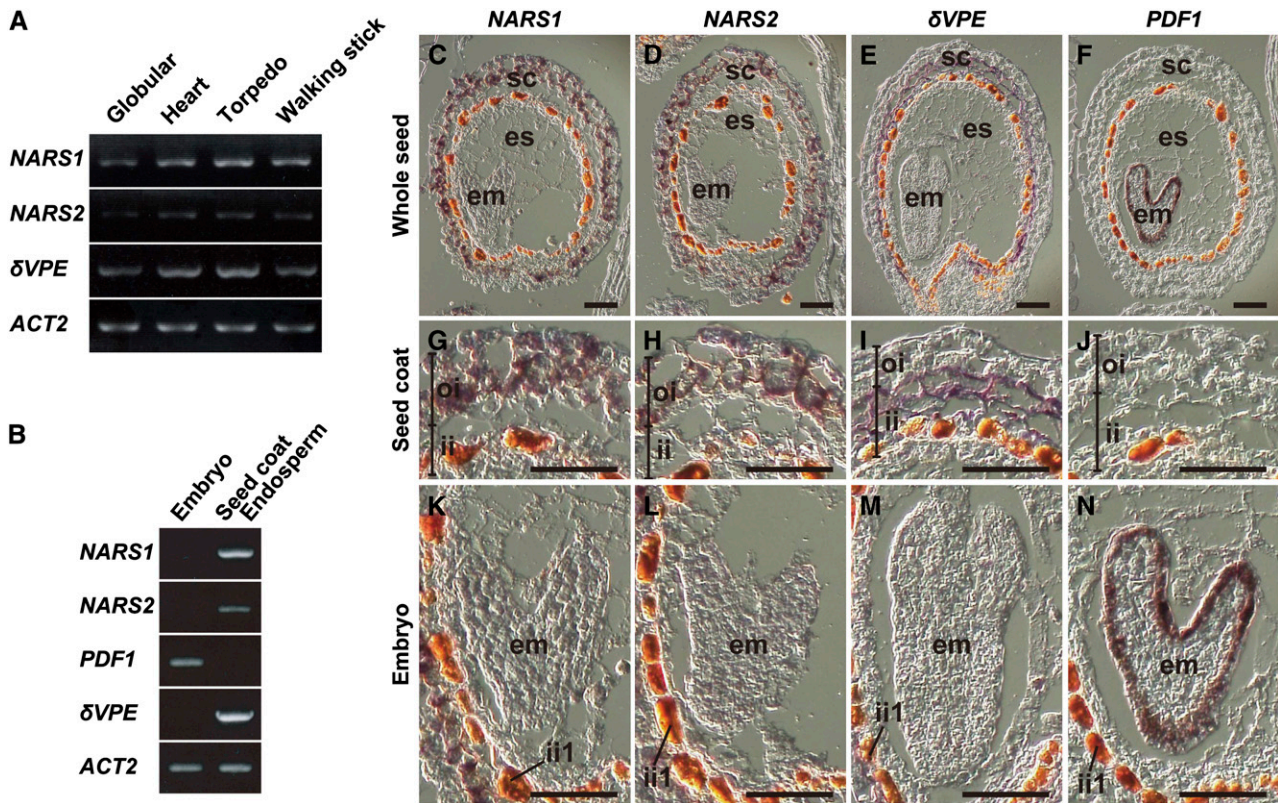 A
Globular
Heart
Torpedo
Walking stick
NARS1
NARS2
δVPE
ACT2
B
Embryo
Seed coat
Endosperm
NARS1
NARS2
PDF1
δVPE
ACT2
NARS1 NARS2 δVPE PDF1
Whole seed
C sc es em
D sc es em
E sc es em
F sc es em
Seed coat
G oi ii
H oi ii
I oi ii
J oi ii
Embryo
K em ii1
L em ii1
M em ii1
N em ii1